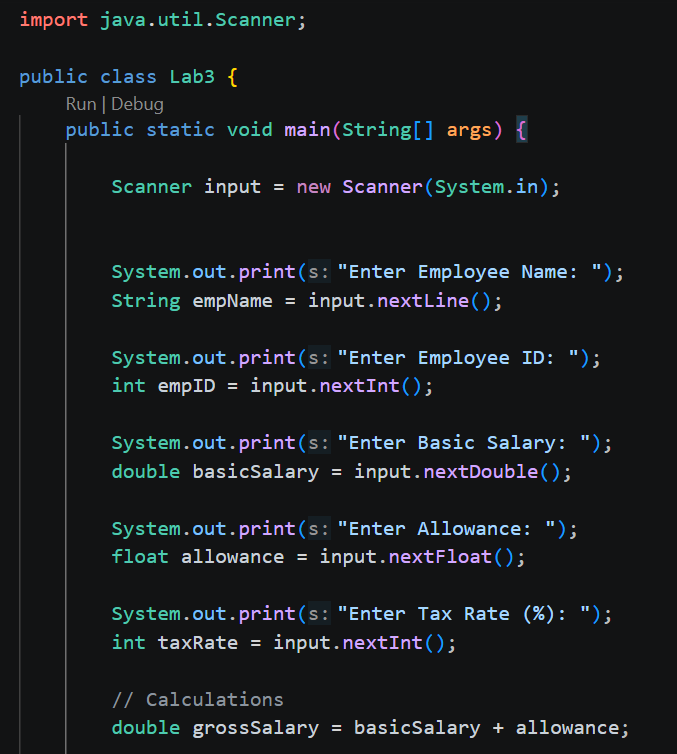 import java.util.Scanner;
public class Lab3 {
Run | Debug
public static void main(String[] args) {
Scanner input = new Scanner(System.in);
System.out.print(s: "Enter Employee Name: ");
String empName = input.nextLine();
System.out.print(s: "Enter Employee ID: ");
int empID = input.nextInt();
System.out.print(s: "Enter Basic Salary: ");
double basicSalary = input.nextDouble();
System.out.print(s: "Enter Allowance: ");
float allowance = input.nextFloat();
System.out.print(s: "Enter Tax Rate (%): ");
int taxRate = input.nextInt();
// Calculations
double grossSalary = basicSalary + allowance;